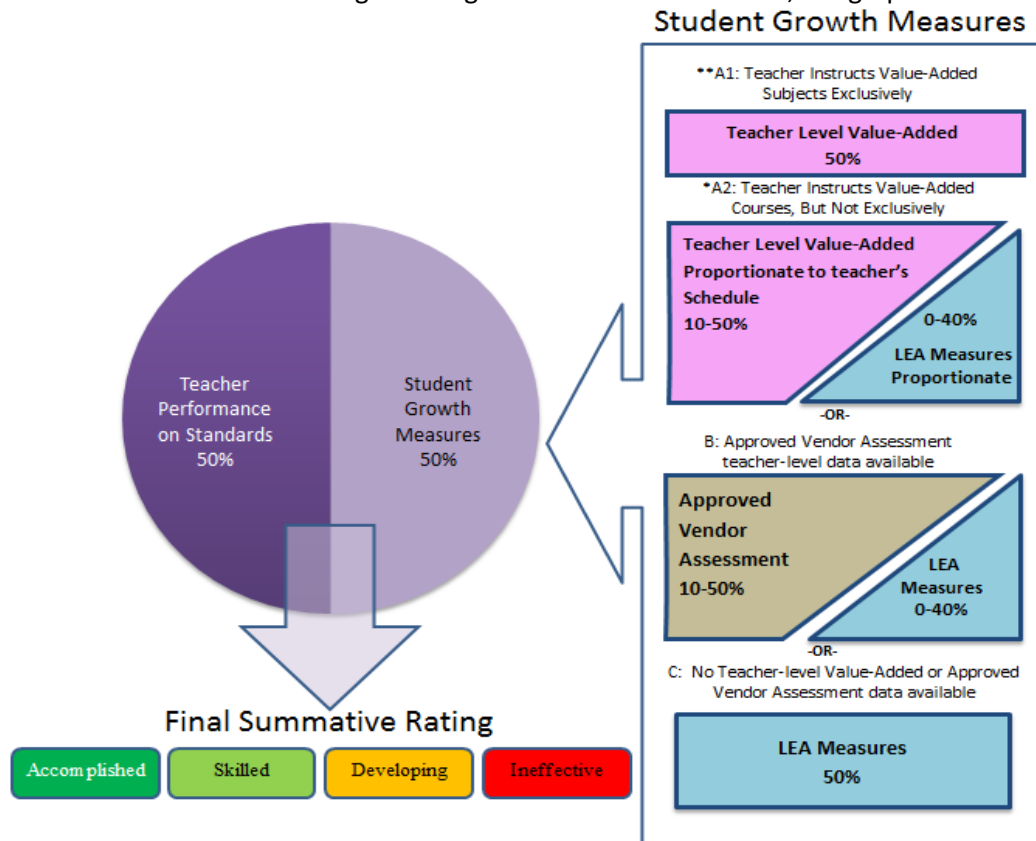 Student Growth Measures
**A1: Teacher Instructs Value-Added
Subjects Exclusively
Teacher Level Value-Added
50%
*A2: Teacher Instructs Value-Added
Courses, But Not Exclusively
Teacher Level Value-Added
Proportionate to teacher's
Schedule
10-50%
0-40%
LEA Measures
Proportionate
-OR-
B: Approved Vendor Assessment
teacher-level data available
Approved
Vendor
Assessment
10-50%
LEA
Measures
0-40%
-OR-
C: No Teacher-level Value-Added or Approved
Vendor Assessment data available
LEA Measures
50%
Teacher
Performance
on Standards
50%
Student
Growth
Measures
50%
Final Summative Rating
Accomplished
Skilled
Developing
Ineffective